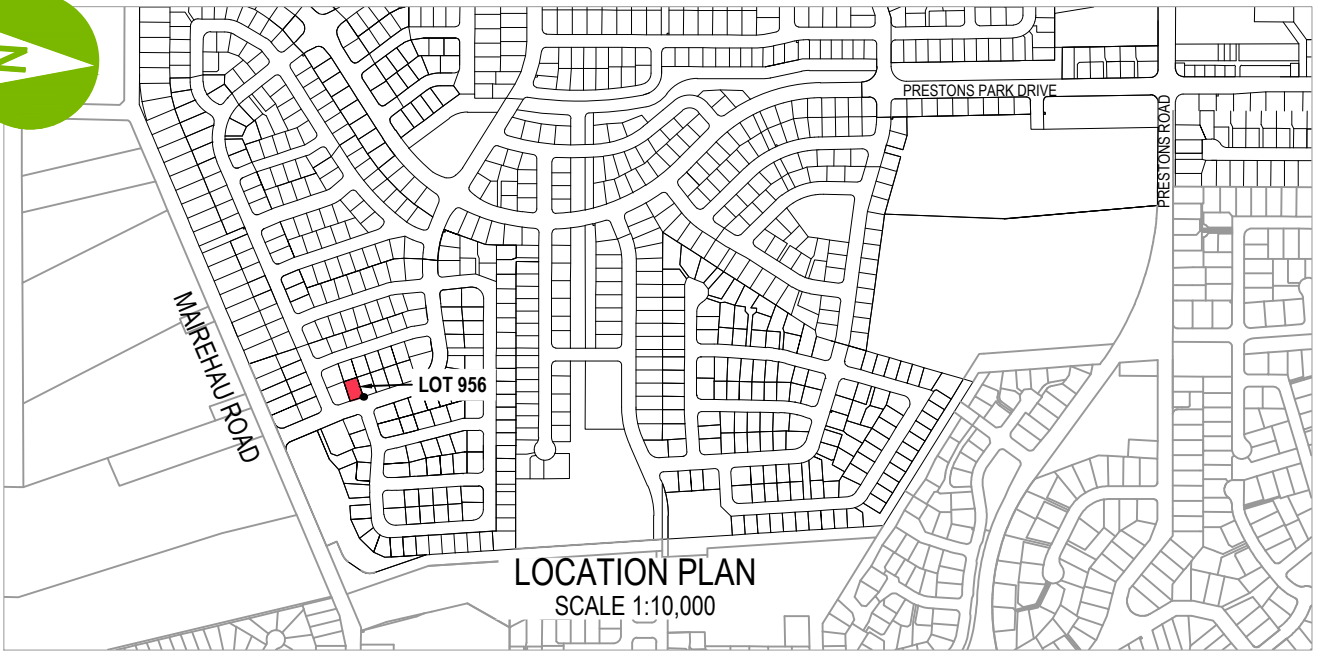 N
PRESTONS PARK DRIVE
PRESTONS ROAD
MAIREHAU ROAD
LOT 956
LOCATION PLAN
SCALE 1:10,000